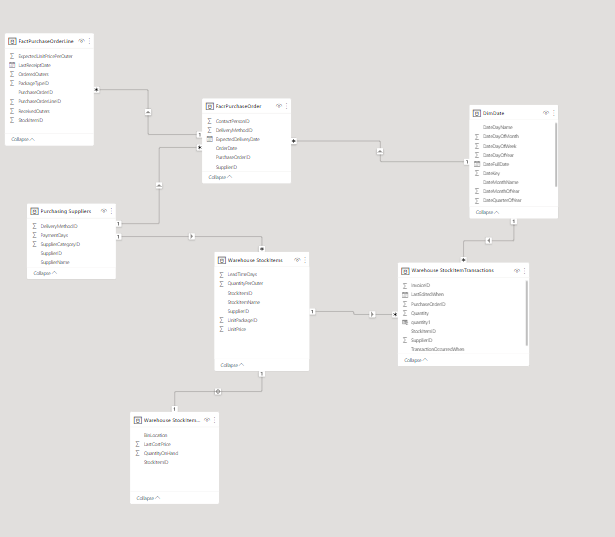 FactPurchaseOrderLine
ExpectedUnitPricePerOuter
LastReceiptDate
OrderedOuters
PackageTypeID
PurchaseOrderID
PurchaseOrderLineID
ReceivedOuters
StockItemID
Collapse
*
1
FactPurchaseOrder
ContactPersonID
DeliveryMethodID
ExpectedDeliveryDate
OrderDate
PurchaseOrderID
SupplierID
Collapse
*
*
1
DimDate
DateDayName
DateDayOfMonth
DateDayOfWeek
DateDayOfYear
DateFullDate
DateKey
DateMonthName
DateMonthOfYear
DateQuarterOfYear
Collapse
1
Purchasing Suppliers
DeliveryMethodID
PaymentDays
SupplierCategoryID
SupplierID
SupplierName
Collapse
1
1
*
Warehouse StockItems
LeadTimeDays
QuantityPerOuter
StockItemID
StockItemName
SupplierID
UnitPackageID
UnitPrice
Collapse
1
1
*
*
Warehouse StockItemTransactions
InvoiceID
LastEditedWhen
PurchaseOrderID
Quantity
quantity1
StockItemID
SupplierID
TransactionOccurredWhen
Collapse
1
Warehouse StockItem...
BinLocation
LastCostPrice
QuantityOnHand
StockItemID
Collapse